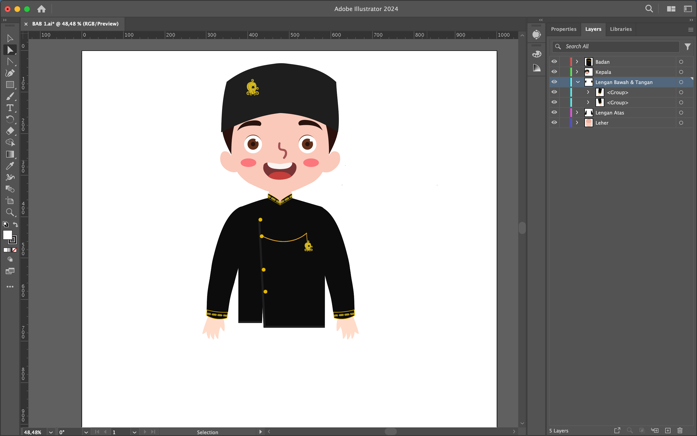 Adobe Illustrator 2024
BAB 1.ai* @ 48,48 % (RGB/Preview)
Properties
Layers
Libraries
Search All
Badan
Kepala
Lengan Bawah & Tangan
<Group>
<Group>
Lengan Atas
Leher
5 Layers
48,48%
0°
1
Selection
100
0
100
200
300
400
500
600
700
800
900
1000